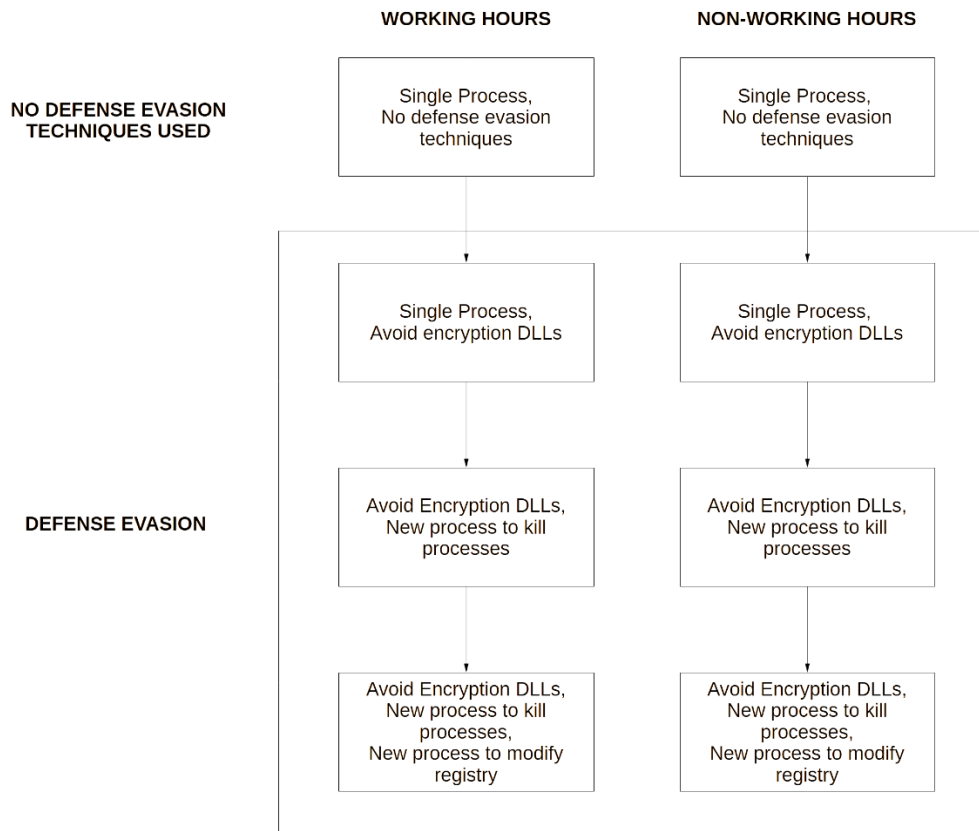 WORKING HOURS
NON-WORKING HOURS
NO DEFENSE EVASION
TECHNIQUES USED
Single Process,
No defense evasion
techniques
Single Process,
No defense evasion
techniques
Single Process,
Avoid encryption DLLs
Single Process,
Avoid encryption DLLs
DEFENSE EVASION
Avoid Encryption DLLs,
New process to kill
processes
Avoid Encryption DLLs,
New process to kill
processes
Avoid Encryption DLLs,
New process to kill
processes,
New process to modify
registry
Avoid Encryption DLLs,
New process to kill
processes,
New process to modify
registry